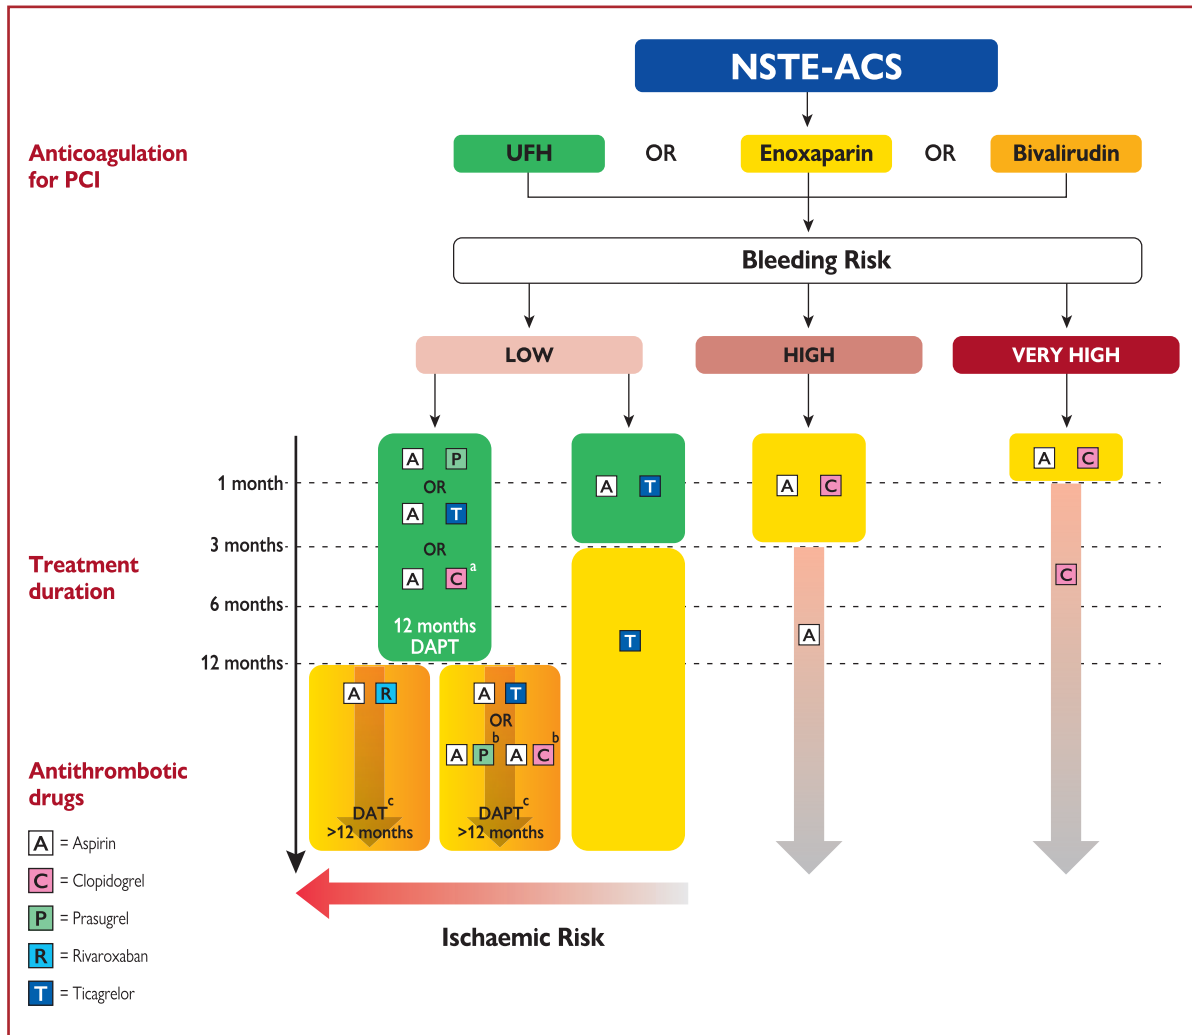 NSTE-ACS
Anticoagulation
for PCI
UFH OR Enoxaparin OR Bivalirudin
Bleeding Risk
LOW HIGH VERY HIGH
A P
OR
A T
OR
A C a
12 months
DAPT
A T
T
A C
A
A C
C
1 month
3 months
6 months
12 months
Treatment
duration
A R
DAT c
>12 months
A T
OR
A P b A C b
DAPT c
>12 months
Ischaemic Risk
Antithrombotic
drugs
A = Aspirin
C = Clopidogrel
P = Prasugrel
R = Rivaroxaban
T = Ticagrelor